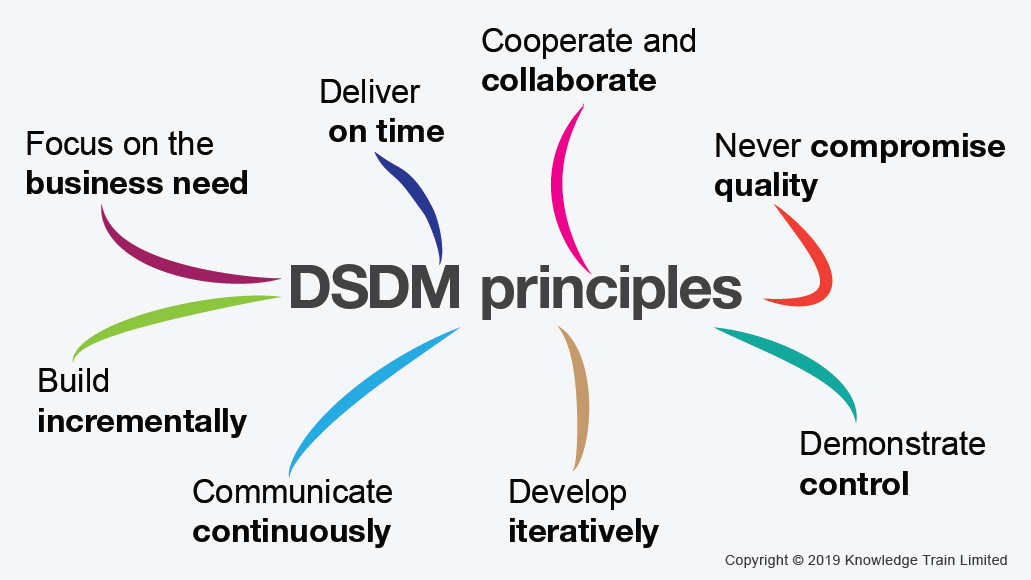 Cooperate and
collaborate
Deliver
on time
Focus on the
business need
Never compromise
quality
DSDM principles
Build
incrementally
Communicate
continuously
Develop
iteratively
Demonstrate
control
Copyright © 2019 Knowledge Train Limited